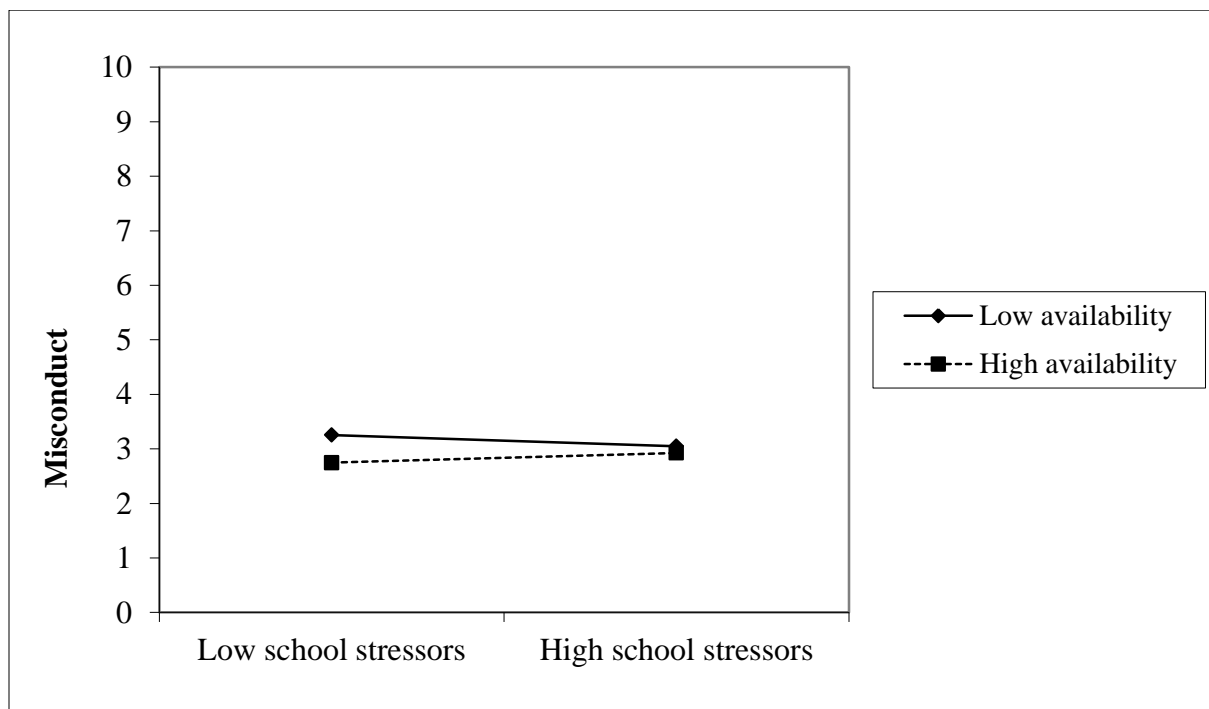 10
9
8
7
6
5
4
3
2
1
0
Misconduct
Low school stressors
High school stressors
Low availability
High availability